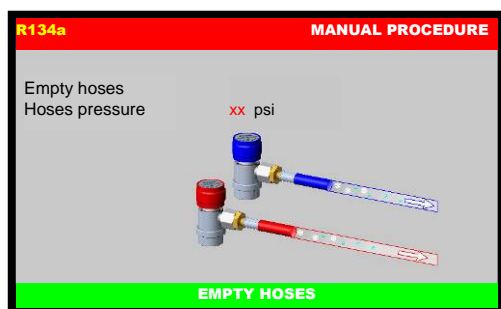 R134a MANUAL PROCEDURE
Empty hoses
Hoses pressure xx psi
EMPTY HOSES